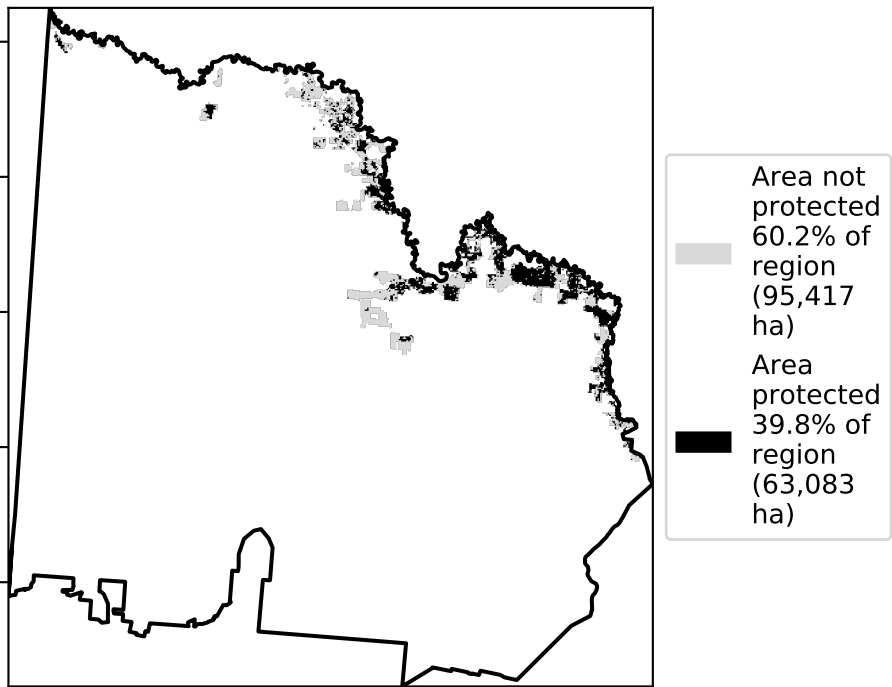 Area not
protected
60.2% of
region
(95,417
ha)
Area
protected
39.8% of
region
(63,083
ha)